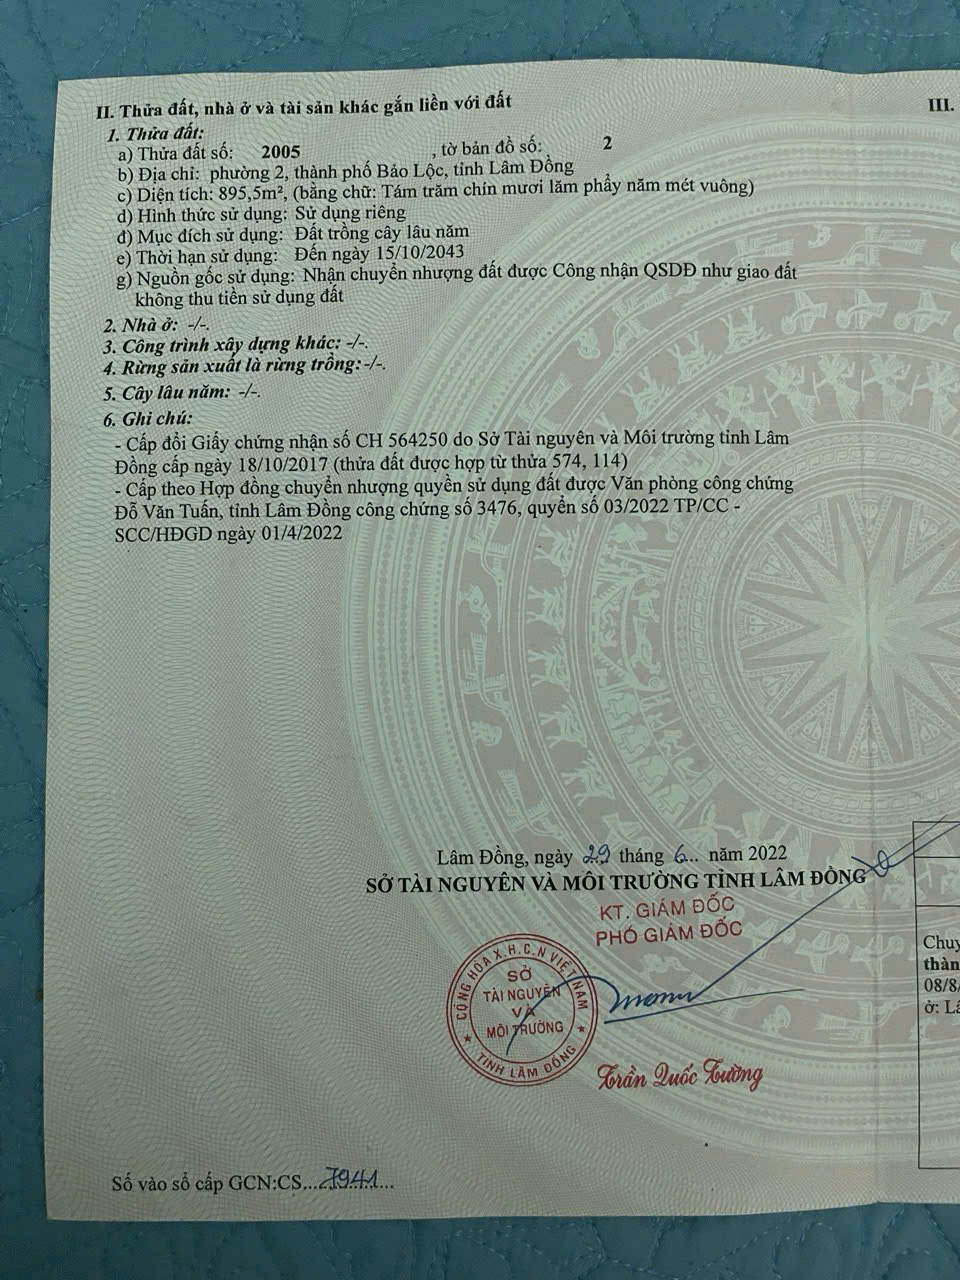 II. Thửa đất, nhà ở và tài sản khác gắn liền với đất
1. Thửa đất:
a) Thửa đất số: 2005 , tờ bản đồ số: 2
b) Địa chỉ: phường 2, thành phố Bảo Lộc, tỉnh Lâm Đồng
c) Diện tích: 895,5m², (bằng chữ: Tám trăm chín mươi lăm phẩy năm mét vuông)
d) Hình thức sử dụng: Sử dụng riêng
đ) Mục đích sử dụng: Đất trồng cây lâu năm
e) Thời hạn sử dụng: Đến ngày 15/10/2043
g) Nguồn gốc sử dụng: Nhận chuyển nhượng đất được Công nhận QSDĐ như giao đất
không thu tiền sử dụng đất
2. Nhà ở: -/-.
3. Công trình xây dựng khác: -/-.
4. Rừng sản xuất là rừng trồng: -/-.
5. Cây lâu năm: -/-.
6. Ghi chú:
- Cấp đổi Giấy chứng nhận số CH 564250 do Sở Tài nguyên và Môi trường tỉnh Lâm
Đồng cấp ngày 18/10/2017 (thửa đất được hợp từ thửa 574, 114)
- Cấp theo Hợp đồng chuyển nhượng quyền sử dụng đất được Văn phòng công chứng
Đỗ Văn Tuấn, tỉnh Lâm Đồng công chứng số 3476, quyển số 03/2022 TP/CC -
SCC/HĐGD ngày 01/4/2022
Lâm Đồng, ngày 29 tháng 6... năm 2022
SỞ TÀI NGUYÊN VÀ MÔI TRƯỜNG TỈNH LÂM ĐỒNG
KT. GIÁM ĐỐC
PHÓ GIÁM ĐỐC
CỘNG HÒA X.H.C.N VIỆT NAM
SỞ
TÀI NGUYÊN
VÀ
MÔI TRƯỜNG
TỈNH LÂM ĐỒNG
Trần Quốc Tường
Số vào sổ cấp GCN:CS....7941...
III.
Chuy
thàn
08/8/
ở: Lâ